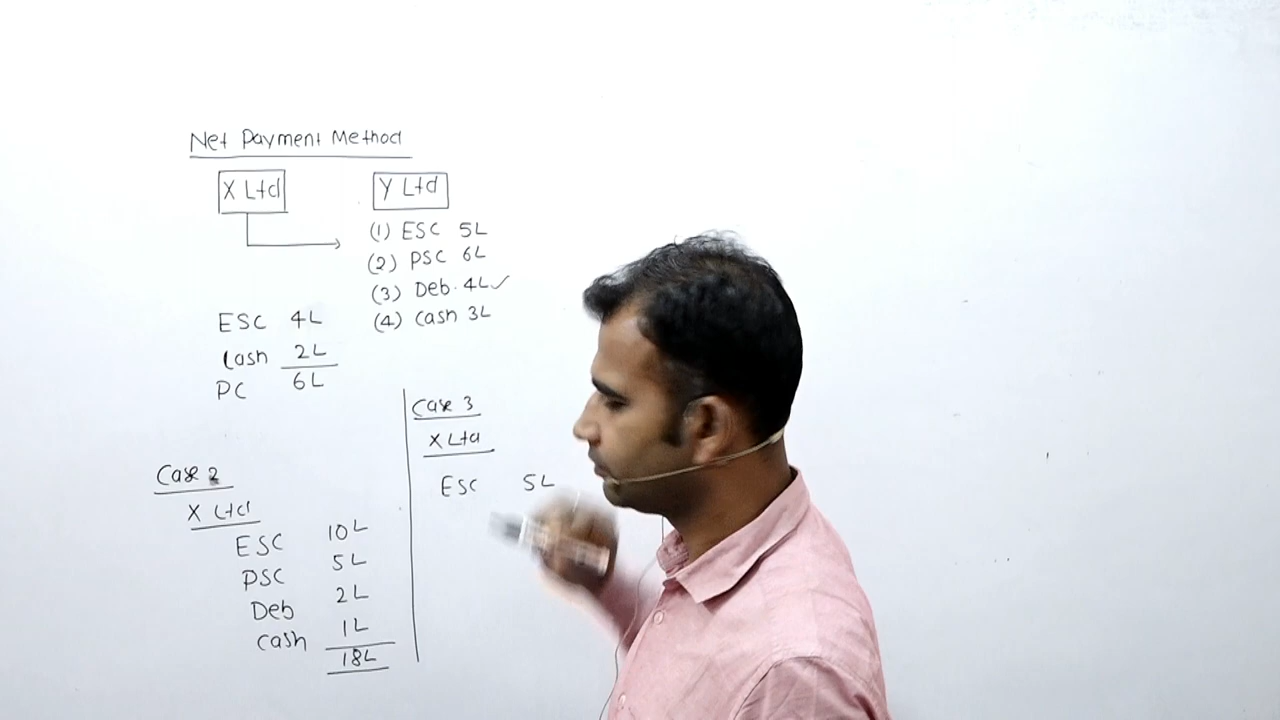 Net Payment Method
X Ltd
Y Ltd
(1) ESC 5L
(2) PSC 6L
(3) Deb. 4L✓
(4) Cash 3L
ESC 4L
Cash 2L
PC 6L
Case 2
X Ltd
ESC 10L
PSC 5L
Deb 2L
Cash 1L
18L
Case 3
X Ltd
ESC 5L